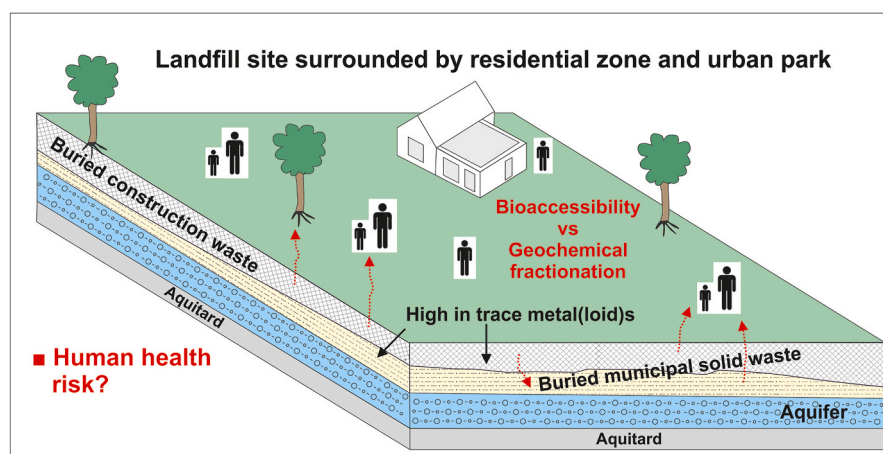 Landfill site surrounded by residential zone and urban park
Buried construction waste
Bioaccessibility
vs
Geochemical
fractionation
Aquitard
High in trace metal(loid)s
■ Human health
risk?
Buried municipal solid waste
Aquifer
Aquitard